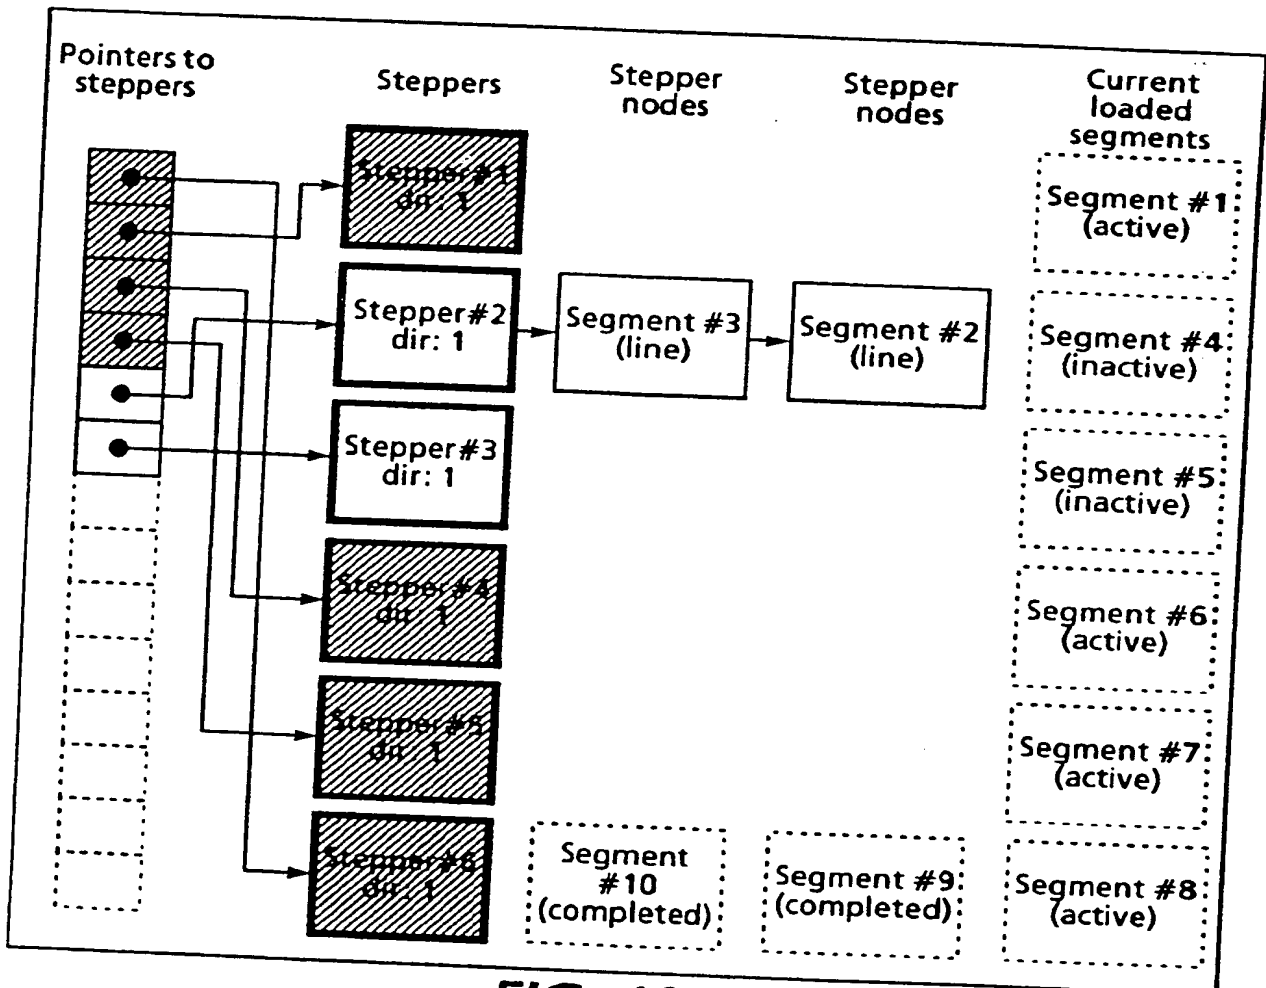 Pointers to
steppers
Steppers
Stepper
nodes
Stepper
nodes
Current
loaded
segments
Stepper#1
dir: 1
Segment #1
(active)
Stepper#2
dir: 1
Segment #3
(line)
Segment #2
(line)
Segment #4
(inactive)
Stepper#3
dir: 1
Segment #5
(inactive)
Stepper#4
dir: 1
Segment #6
(active)
Stepper#5
dir: 1
Segment #7
(active)
Stepper#6
dir: 1
Segment
#10
(completed)
Segment #9
(completed)
Segment #8
(active)